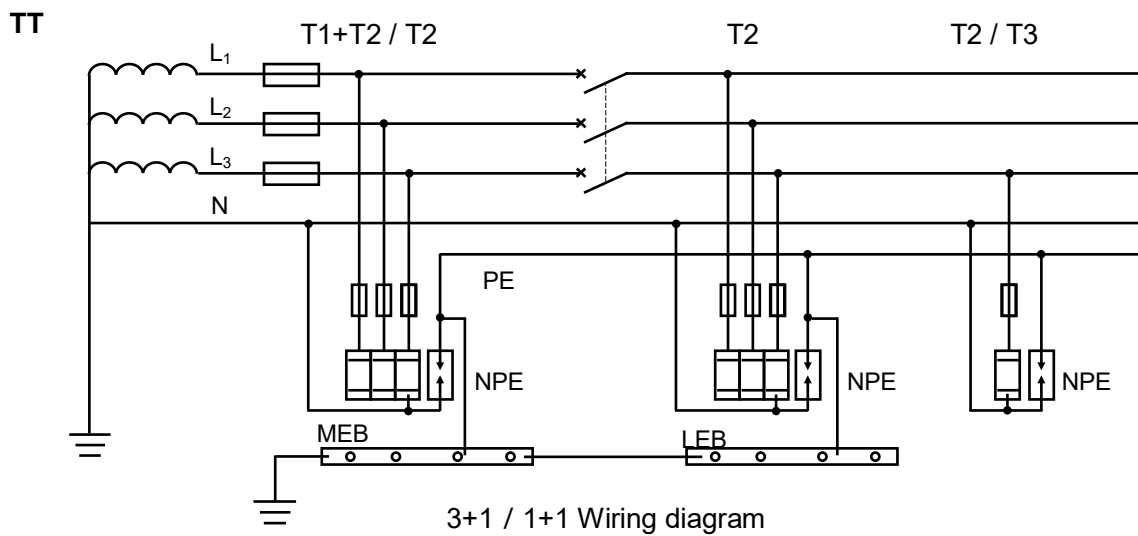 TT
T1+T2 / T2
T2
T2 / T3
L₁
L₂
L₃
N
PE
NPE
NPE
NPE
MEB
LEB
3+1 / 1+1 Wiring diagram